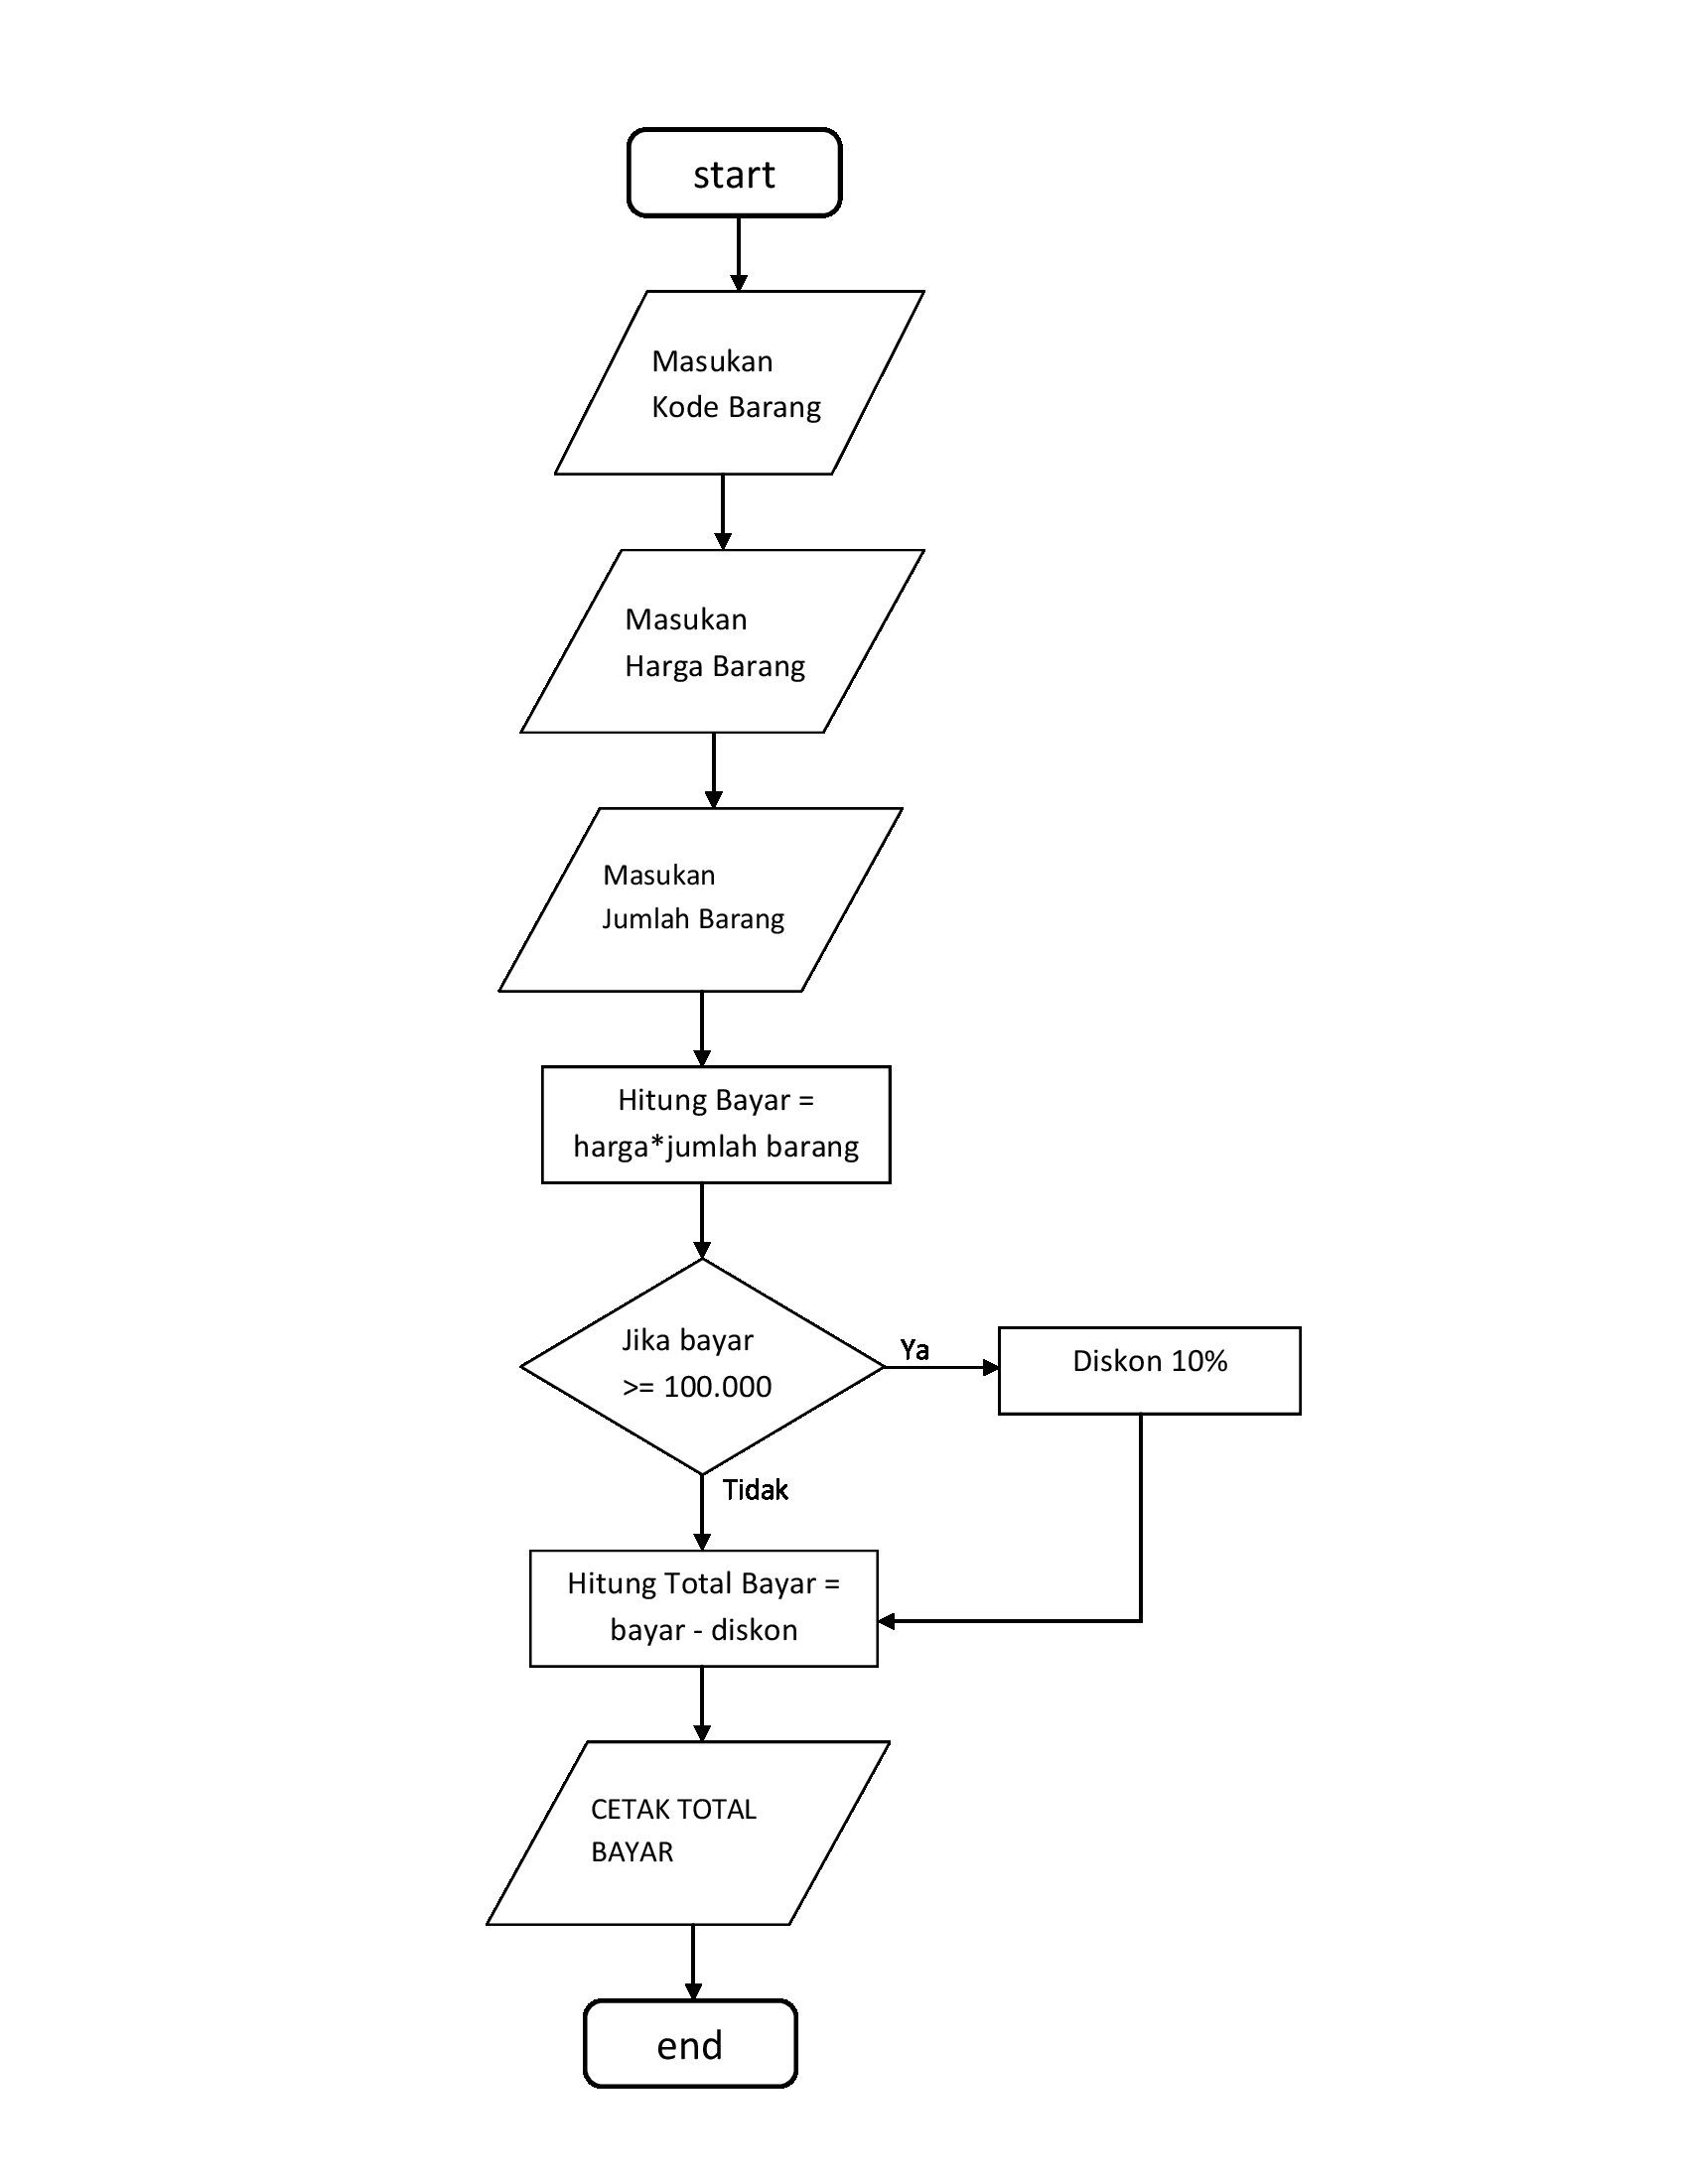 start
Masukan
Kode Barang
Masukan
Harga Barang
Masukan
Jumlah Barang
Hitung Bayar =
harga*jumlah barang
Jika bayar
>= 100.000
Ya
Diskon 10%
Tidak
Hitung Total Bayar =
bayar - diskon
CETAK TOTAL
BAYAR
end